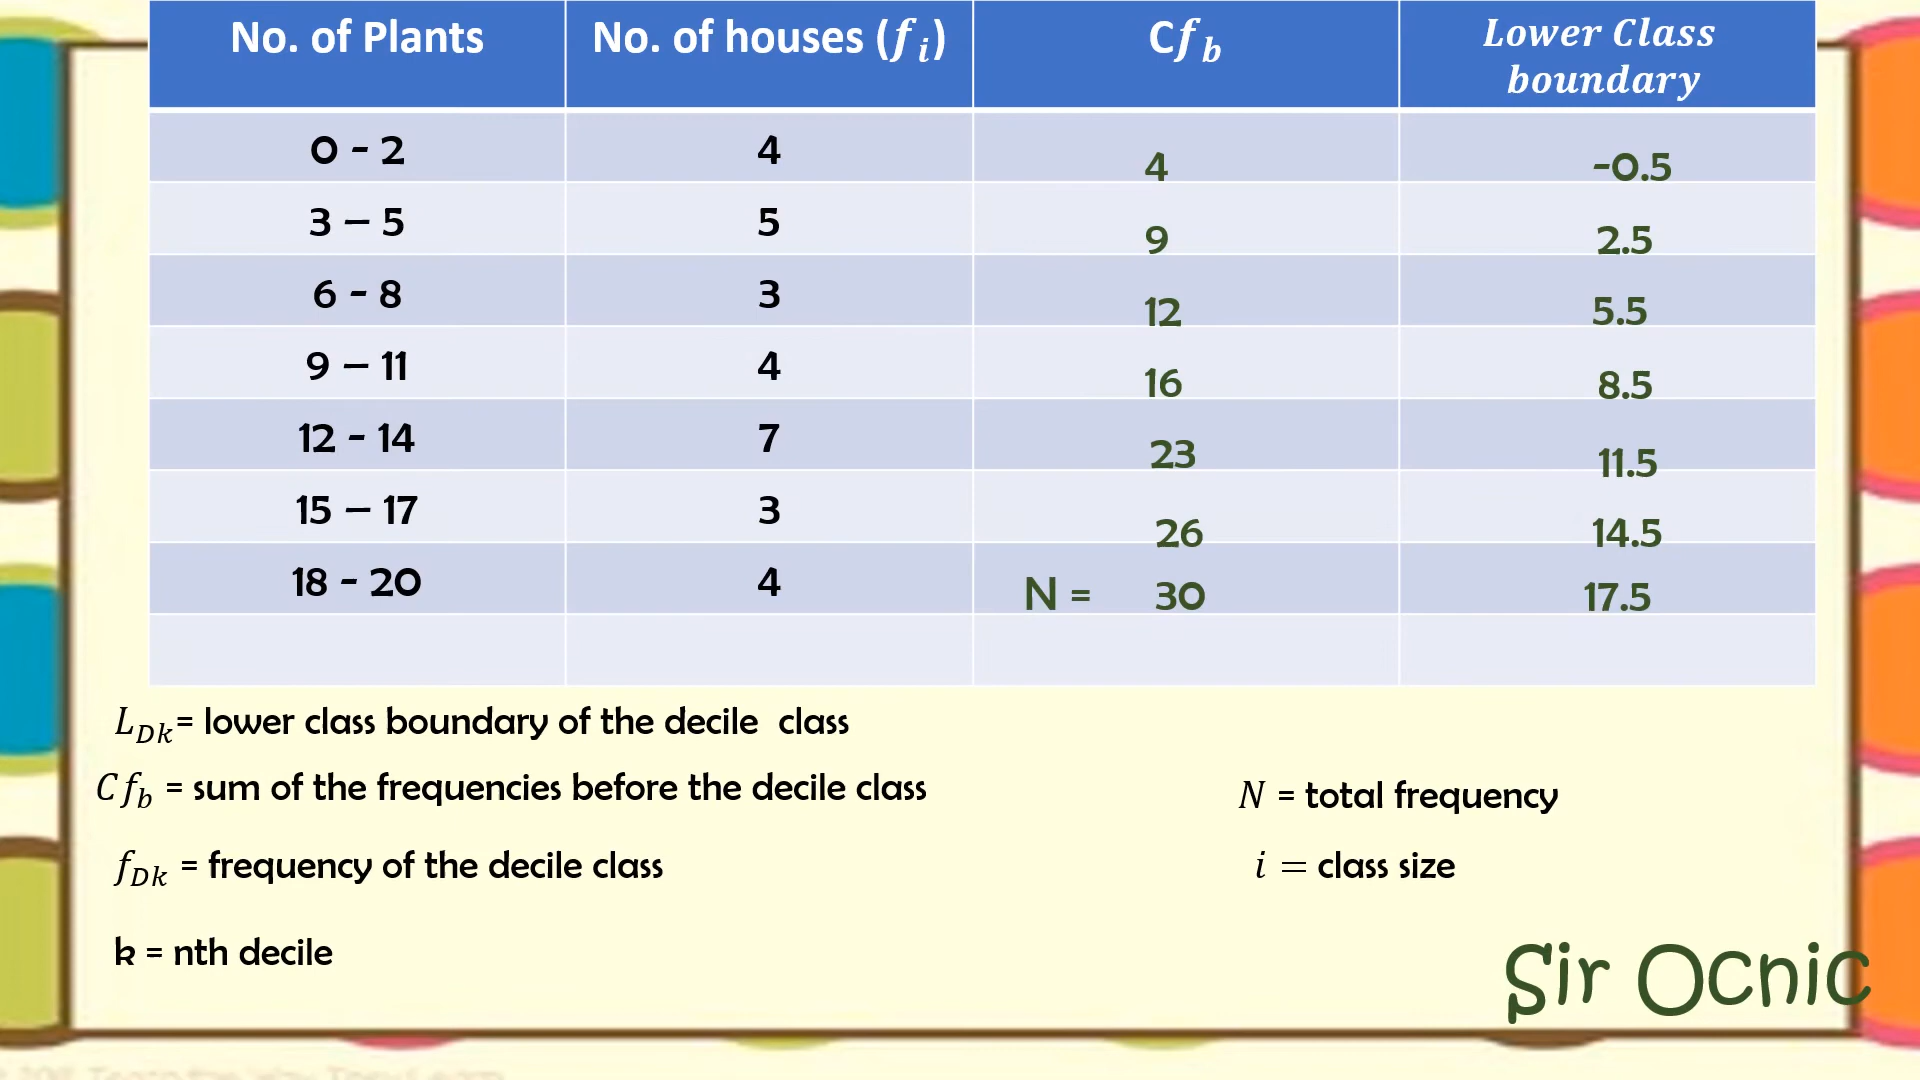 No. of Plants No. of houses (𝒇ᵢ) C𝒇b Lower Class boundary
0 - 2 4 4 -0.5
3 – 5 5 9 2.5
6 - 8 3 12 5.5
9 – 11 4 16 8.5
12 - 14 7 23 11.5
15 – 17 3 26 14.5
18 - 20 4 N = 30 17.5
L_Dk= lower class boundary of the decile class
Cf_b = sum of the frequencies before the decile class
N = total frequency
f_Dk = frequency of the decile class
i = class size
k = nth decile
Sir Ocnic